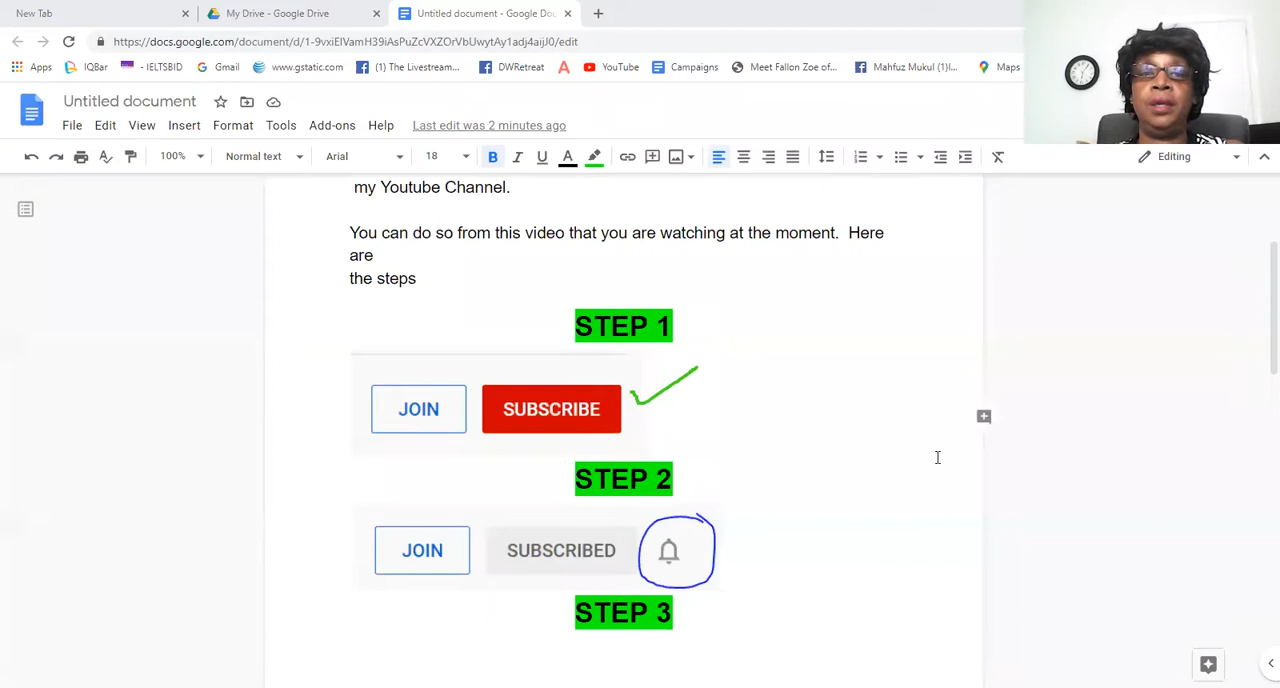 New Tab
My Drive - Google Drive
Untitled document - Google Doc
https://docs.google.com/document/d/1-9vxiElVamH39iAsPuZcVXZOrVbUwytAy1adj4aijJ0/edit
Apps IQBar - IELTSBID Gmail www.gstatic.com (1) The Livestream... DWRetreat YouTube Campaigns Meet Fallon Zoe of... Mahfuz Mukul (1)l... Maps
Untitled document
File Edit View Insert Format Tools Add-ons Help Last edit was 2 minutes ago
100% Normal text Arial 18 B I U A Editing
my Youtube Channel.
You can do so from this video that you are watching at the moment.  Here
are
the steps
STEP 1
JOIN SUBSCRIBE
STEP 2
JOIN SUBSCRIBED
STEP 3